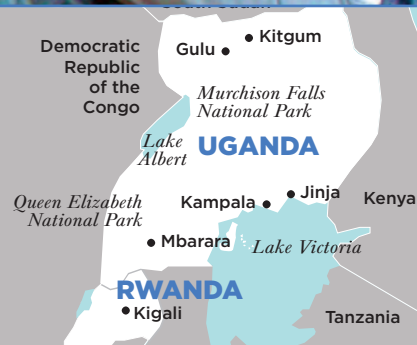 Democratic
Republic
of the
Congo
Gulu
Kitgum
Murchison Falls
National Park
Lake
Albert
UGANDA
Queen Elizabeth
National Park
Kampala
Jinja
Kenya
Mbarara
Lake Victoria
RWANDA
Kigali
Tanzania